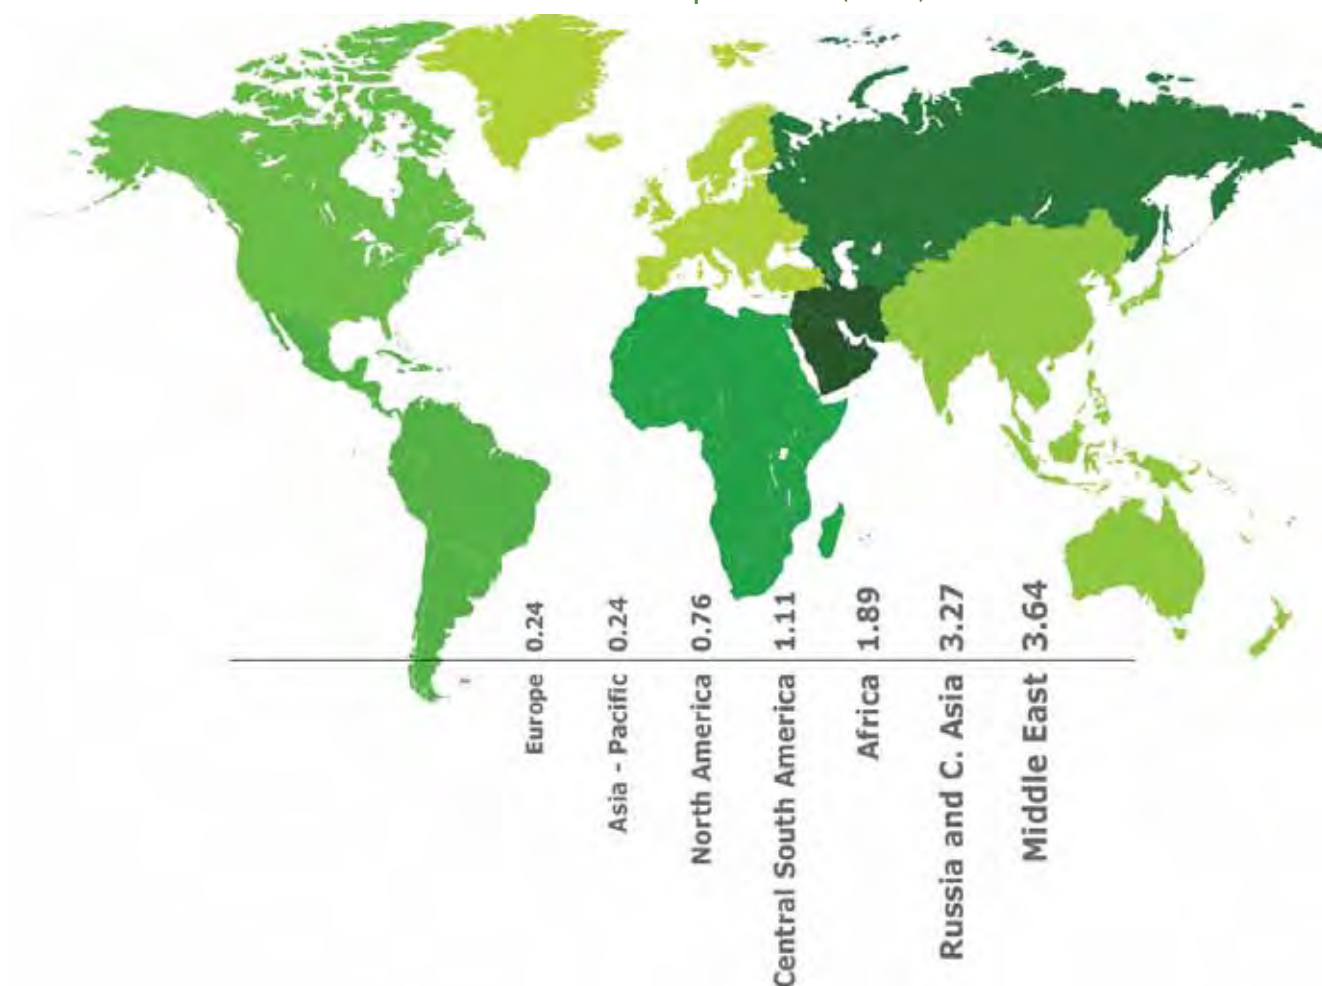 Europe 0.24
Asia - Pacific 0.24
North America 0.76
Central South America 1.11
Africa 1.89
Russia and C. Asia 3.27
Middle East 3.64